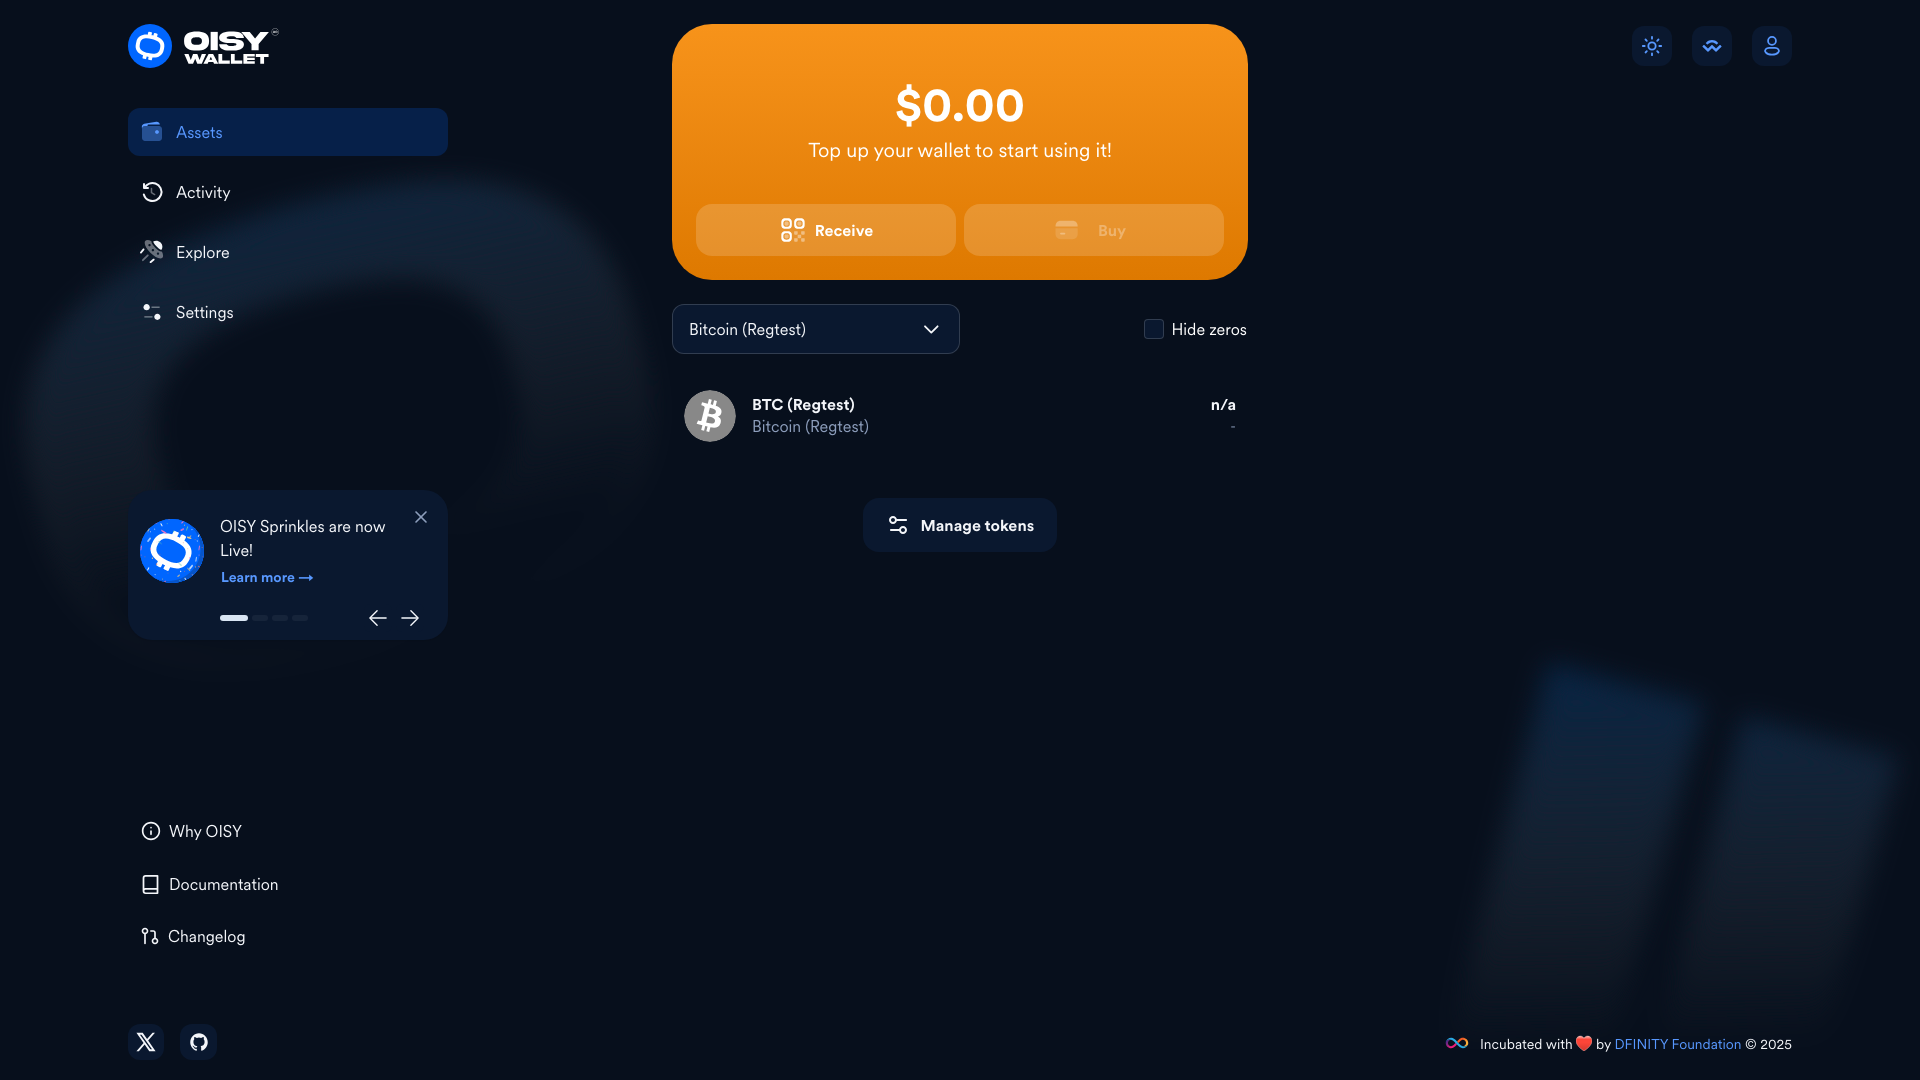 OISY
WALLET
Assets
Activity
Explore
Settings
OISY Sprinkles are now
Live!
Learn more →
Why OISY
Documentation
Changelog
$0.00
Top up your wallet to start using it!
Receive
Buy
Bitcoin (Regtest)
Hide zeros
BTC (Regtest)
n/a
Bitcoin (Regtest)
-
Manage tokens
Incubated with ❤️ by DFINITY Foundation © 2025